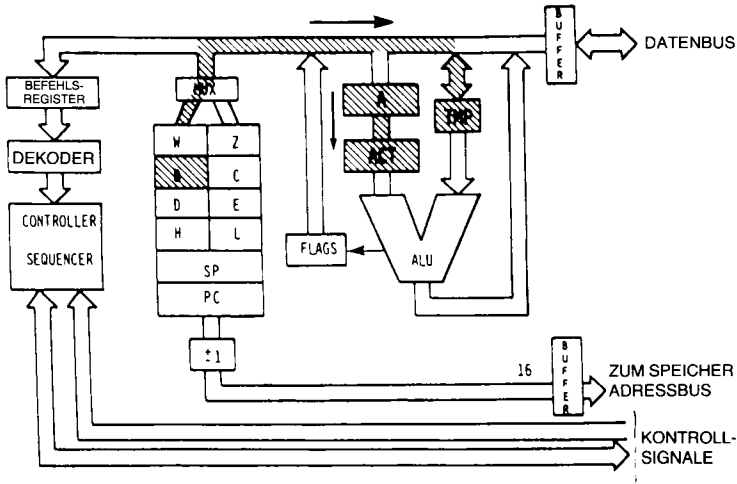 BUFFER
DATENBUS
BEFEHLS-
REGISTER
MUX
A
TMP
DEKODER
W Z
ACT
B C
D E
CONTROLLER
SEQUENCER
H L
FLAGS
ALU
SP
PC
±1
16
BUFFER
ZUM SPEICHER
ADRESSBUS
KONTROLL-
SIGNALE